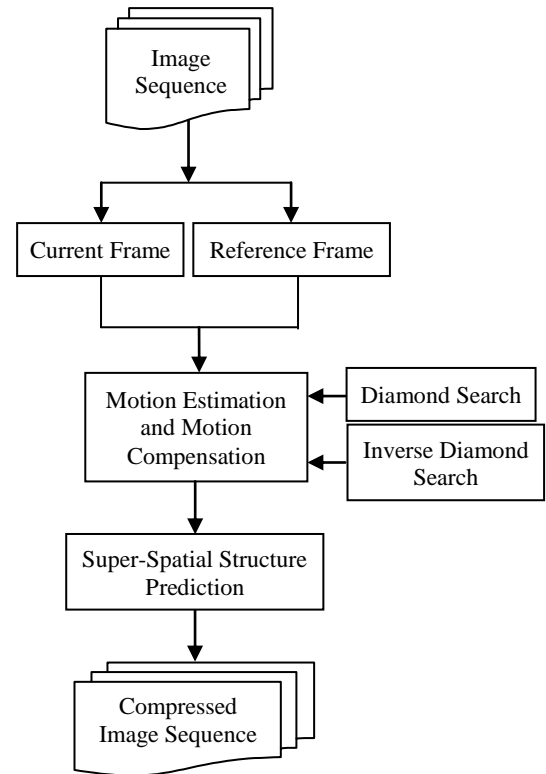 Image
Sequence
Current Frame
Reference Frame
Motion Estimation
and Motion
Compensation
Diamond Search
Inverse Diamond
Search
Super-Spatial Structure
Prediction
Compressed
Image Sequence